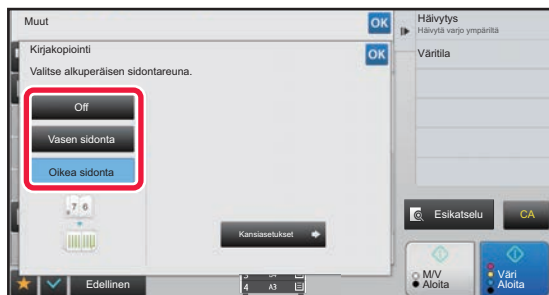 Muut
OK
Kirjakopiointi
OK
Valitse alkuperäisen sidontareuna.
Off
Vasen sidonta
Oikea sidonta
7 6
Kansiasetukset
Edellinen
4 A3
Häivytys
Häivytä varjo ympäriltä
Väritila
Esikatselu
CA
M/V
Aloita
Väri
Aloita